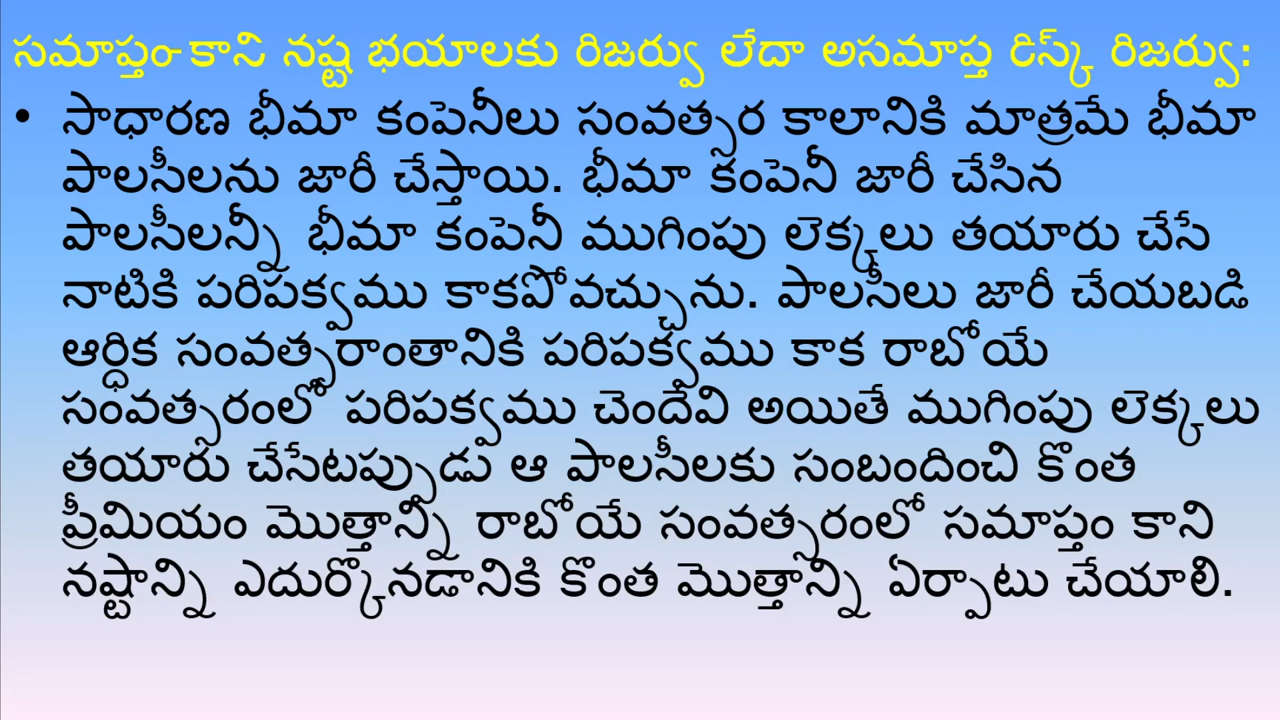 సమాప్తం కాని నష్ట భయాలకు రిజర్వు లేదా అసమాప్త డిస్క్ రిజర్వు:
• సాధారణ భీమా కంపెనీలు సంవత్సర కాలానికి మాత్రమే భీమా
పాలసీలను జారీ చేస్తాయి. భీమా కంపెనీ జారీ చేసిన
పాలసీలన్నీ భీమా కంపెనీ ముగింపు లెక్కలు తయారు చేసే
నాటికి పరిపక్వము కాకపోవచ్చును. పాలసీలు జారీ చేయబడి
ఆర్ధిక సంవత్సరాంతానికి పరిపక్వము కాక రాబోయే
సంవత్సరంలో పరిపక్వము చెందేవి అయితే ముగింపు లెక్కలు
తయారు చేసేటప్పుడు ఆ పాలసీలకు సంబందించి కొంత
ప్రీమియం మొత్తాన్ని రాబోయే సంవత్సరంలో సమాప్తం కాని
నష్టాన్ని ఎదుర్కొనడానికి కొంత మొత్తాన్ని ఏర్పాటు చేయాలి.